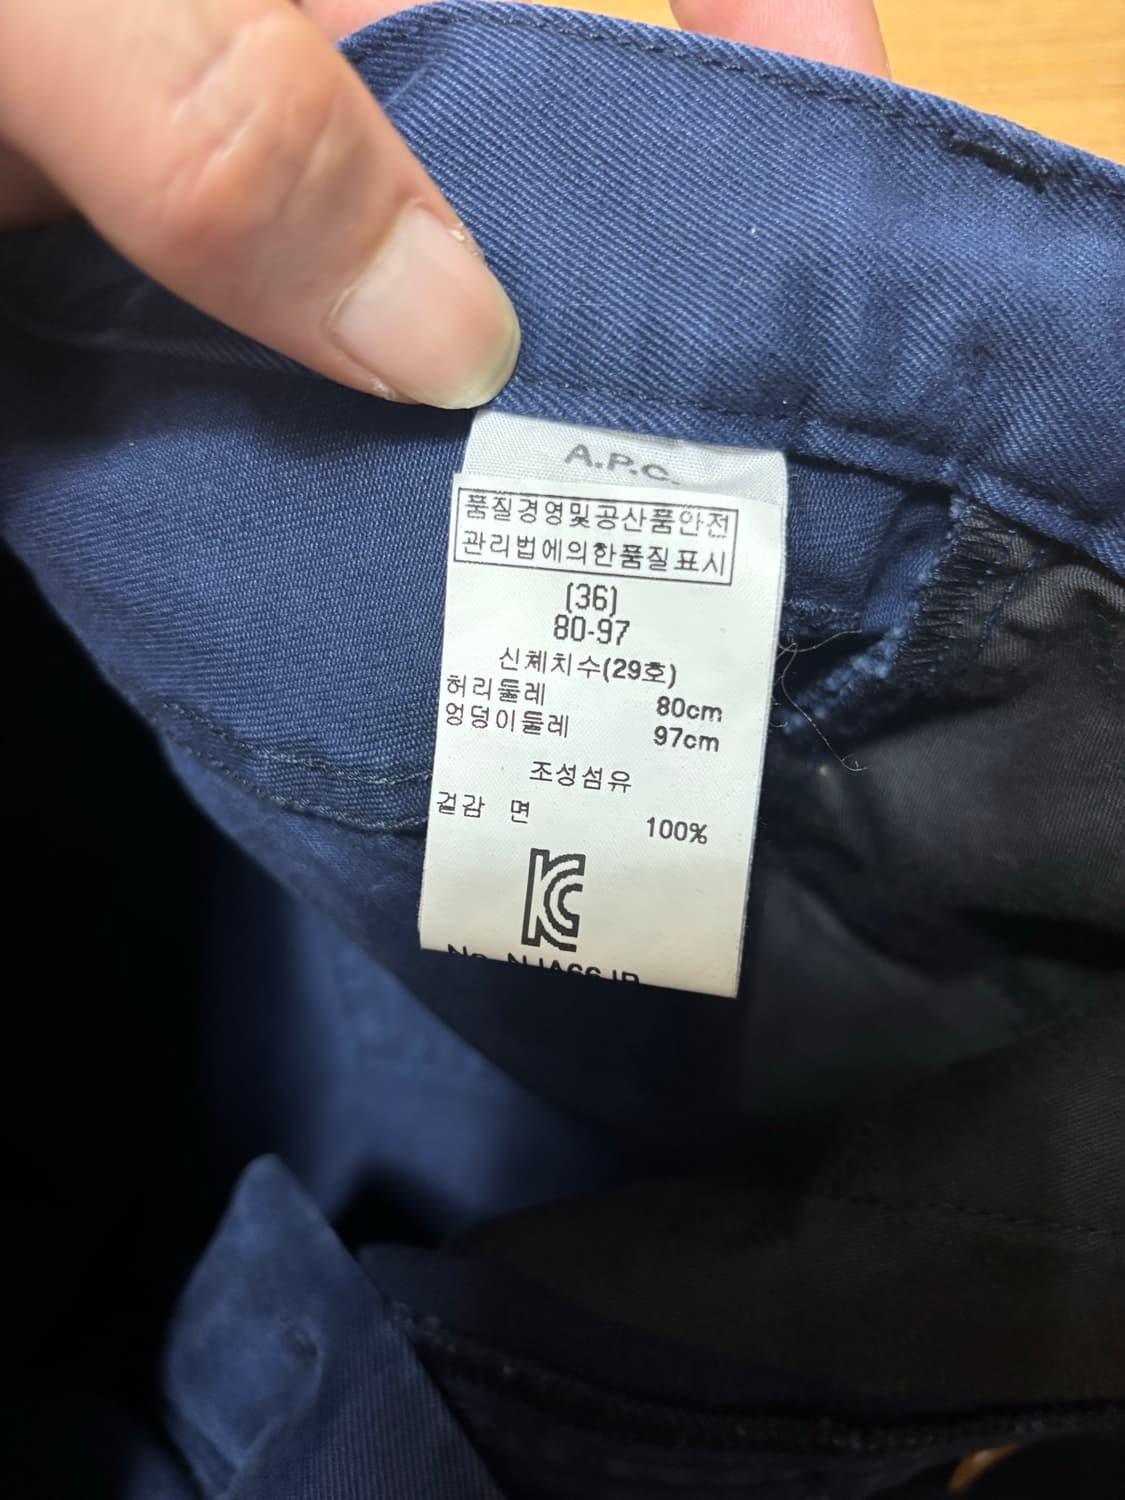 A.P.C.
품질경영및공산품안전
관리법에의한품질표시
(36)
80-97
신체치수(29호)
허리둘레 80cm
엉덩이둘레 97cm
조성섬유
겉감 면 100%
KC